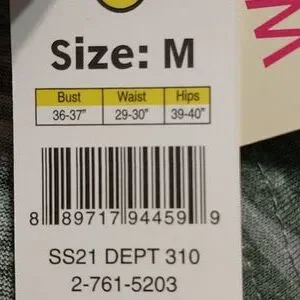 Size: M
Bust Waist Hips
36-37" 29-30" 39-40"
8 89717 94459 9
SS21 DEPT 310
2-761-5203